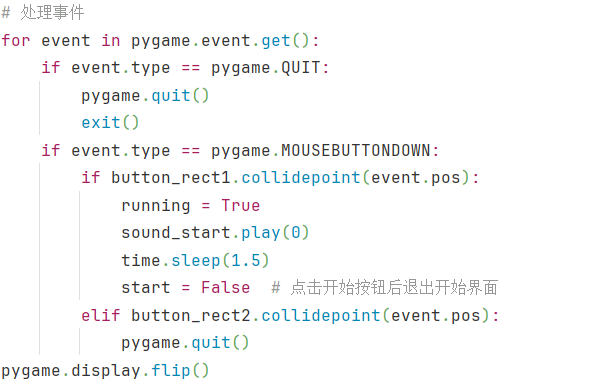 # 处理事件
for event in pygame.event.get():
    if event.type == pygame.QUIT:
        pygame.quit()
        exit()
    if event.type == pygame.MOUSEBUTTONDOWN:
        if button_rect1.collidepoint(event.pos):
            running = True
            sound_start.play(0)
            time.sleep(1.5)
            start = False  # 点击开始按钮后退出开始界面
        elif button_rect2.collidepoint(event.pos):
            pygame.quit()
pygame.display.flip()